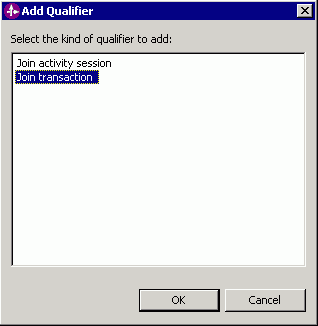 Add Qualifier
Select the kind of qualifier to add:
Join activity session
Join transaction
OK
Cancel